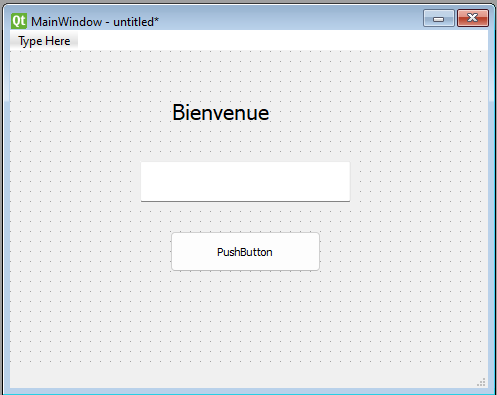 Qt MainWindow - untitled*
Type Here
Bienvenue
PushButton